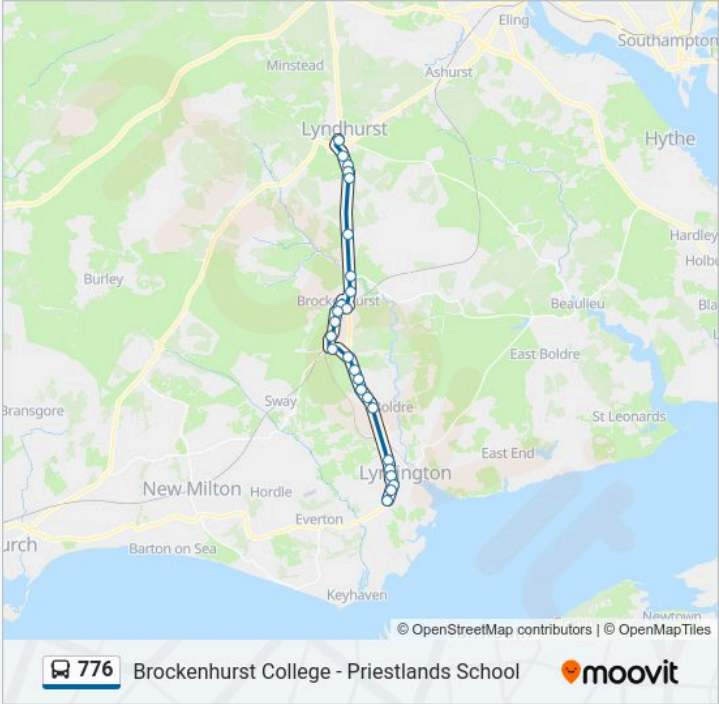 Eling
Southampton
Minstead
Ashurst
Lyndhurst
Hythe
Hardley
Holb
Burley
Brockenhurst
Beaulieu
Bla
East Boldre
Sway
Boldre
Bransgore
St Leonards
East End
Lymington
New Milton
Hordle
Everton
urch
Barton on Sea
Keyhaven
Newtown
© OpenStreetMap contributors | © OpenMapTiles
776 Brockenhurst College - Priestlands School moovit